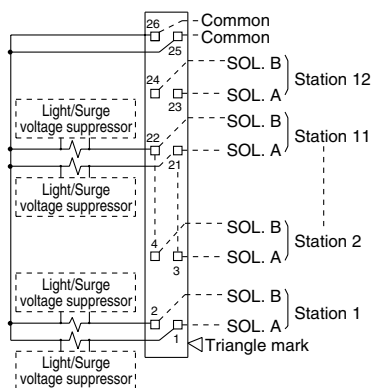 26
Common
Common
25
24
SOL. B
Station 12
SOL. A
23
Light/Surge
voltage suppressor
SOL. B
Station 11
22
SOL. A
21
Light/Surge
voltage suppressor
SOL. B
Station 2
4
SOL. A
3
Light/Surge
voltage suppressor
SOL. B
Station 1
2
SOL. A
1
Triangle mark
Light/Surge
voltage suppressor